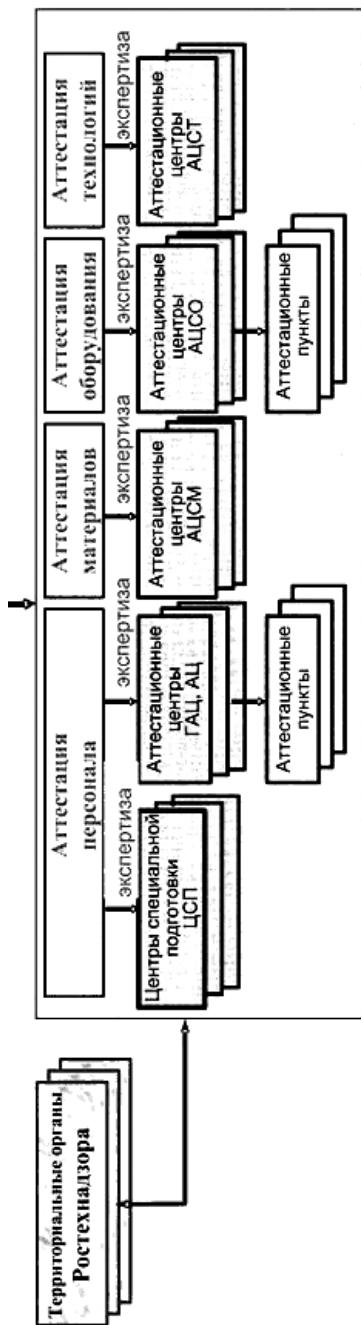 Территориальные органы
Ростехнадзора
Аттестация
персонала
Аттестация
материалов
Аттестация
оборудования
Аттестация
технологий
экспертиза
экспертиза
экспертиза
экспертиза
экспертиза
Центры специальной
подготовки
ЦСП
Аттестационные
центры
ГАЦ, АЦ
Аттестационные
центры
АЦСМ
Аттестационные
центры
АЦСО
Аттестационные
центры
АЦСТ
Аттестационные
пункты
Аттестационные
пункты